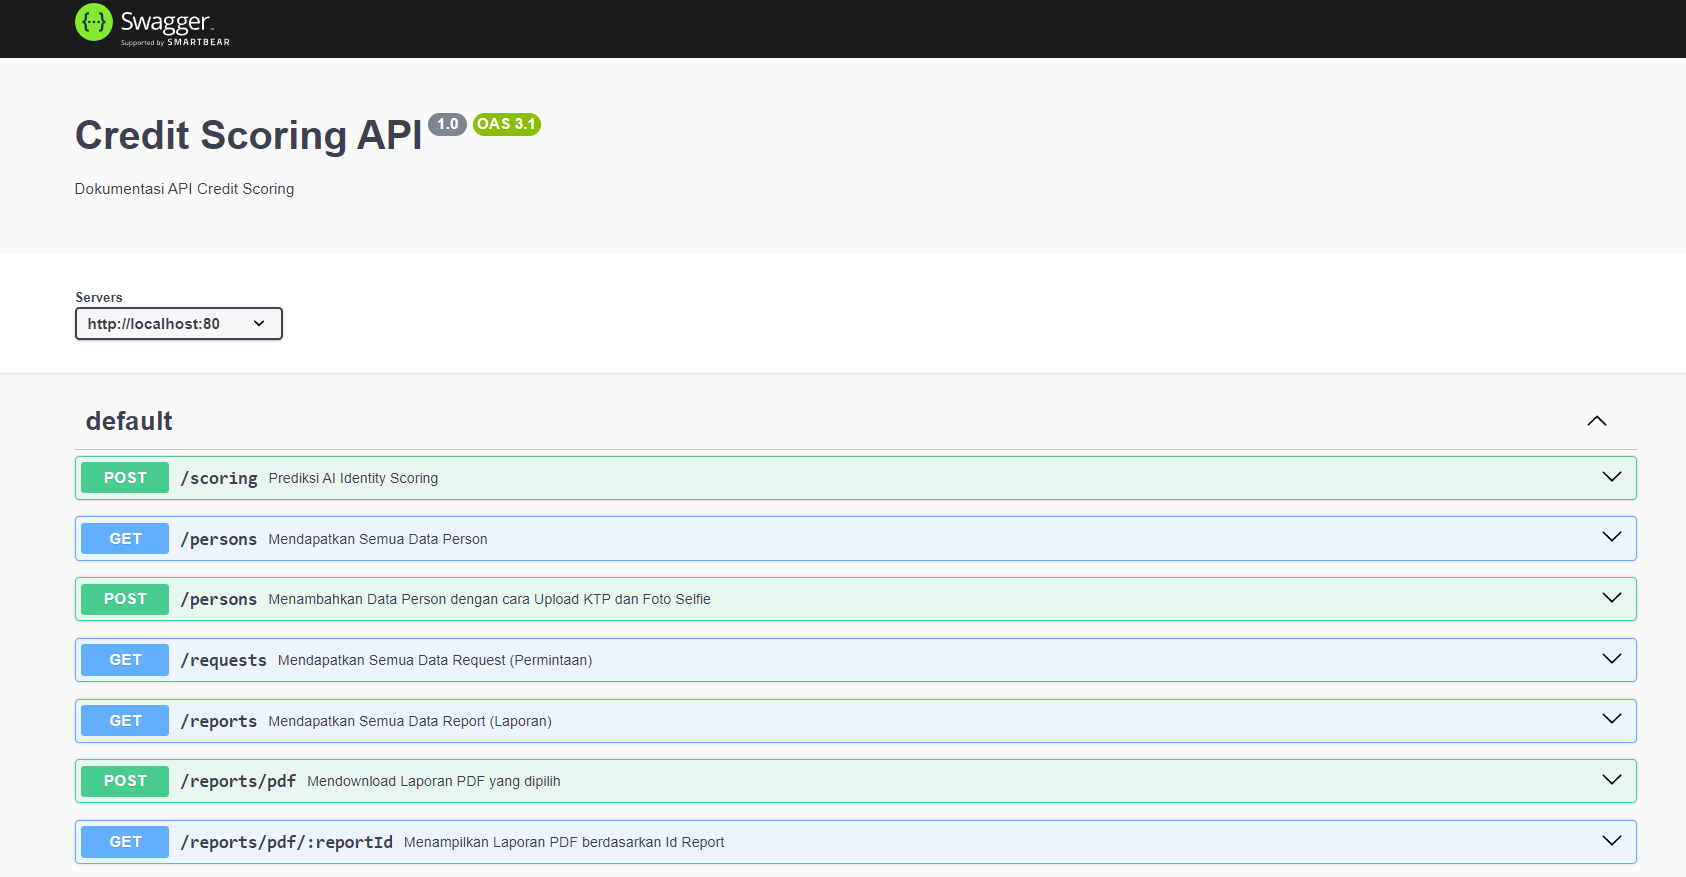 Swagger
Supported by SMARTBEAR
Credit Scoring API 1.0 OAS 3.1
Dokumentasi API Credit Scoring
Servers
http://localhost:80
default
POST /scoring Prediksi AI Identity Scoring
GET /persons Mendapatkan Semua Data Person
POST /persons Menambahkan Data Person dengan cara Upload KTP dan Foto Selfie
GET /requests Mendapatkan Semua Data Request (Permintaan)
GET /reports Mendapatkan Semua Data Report (Laporan)
POST /reports/pdf Mendownload Laporan PDF yang dipilih
GET /reports/pdf/:reportId Menampilkan Laporan PDF berdasarkan Id Report